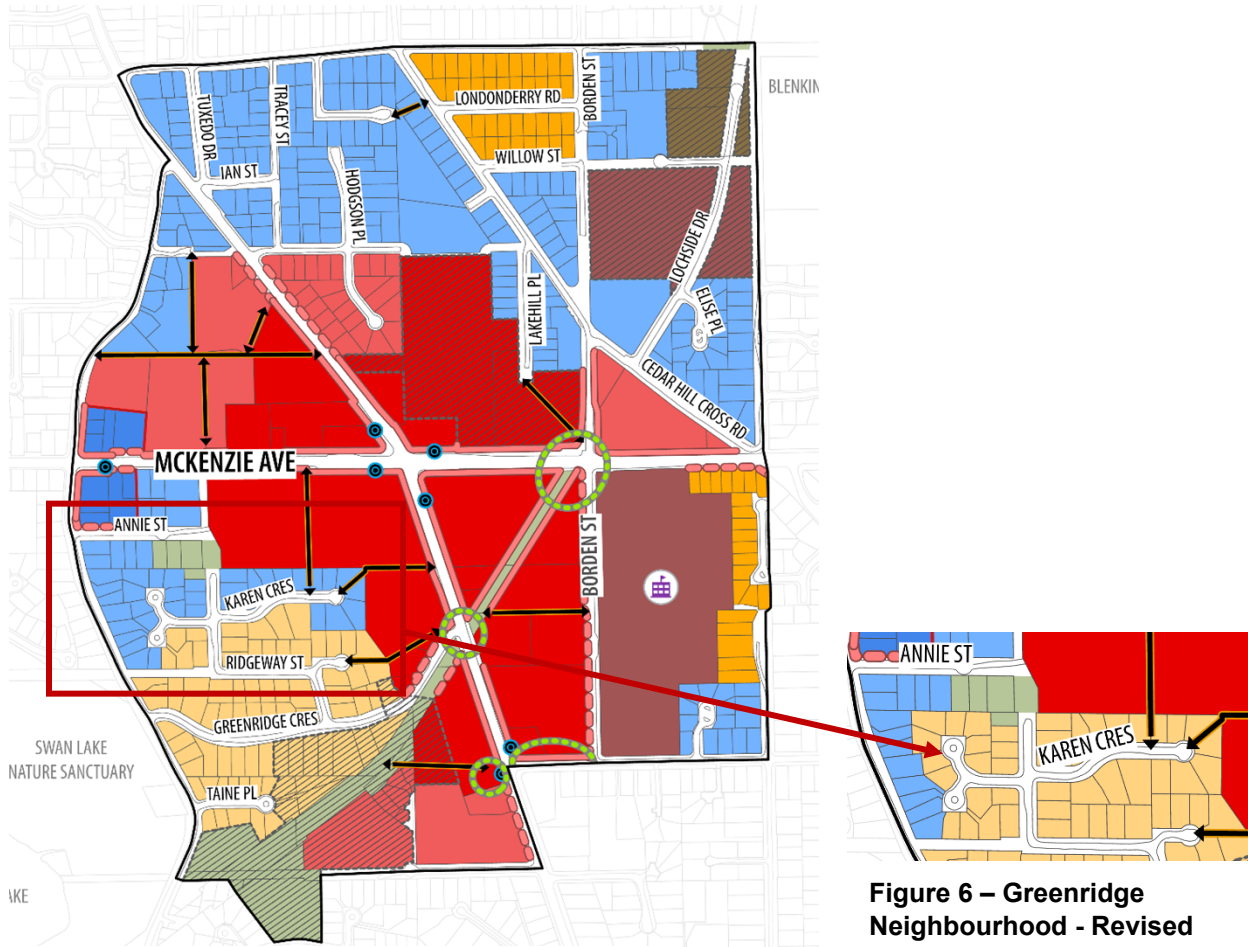 BLENKIN
LONDONDERRY RD
BORDEN ST
TUXEDO DR
TRACEY ST
WILLOW ST
IAN ST
HODGSON PL
LOCHSIDE DR
ELISE PL
LAKEHILL PL
CEDAR HILL CROSS RD
MCKENZIE AVE
ANNIE ST
BORDEN ST
KAREN CRES
RIDGEWAY ST
GREENRIDGE CRES
SWAN LAKE
NATURE SANCTUARY
TAINE PL
AKE
ANNIE ST
KAREN CRES
Figure 6 – Greenridge
Neighbourhood - Revised